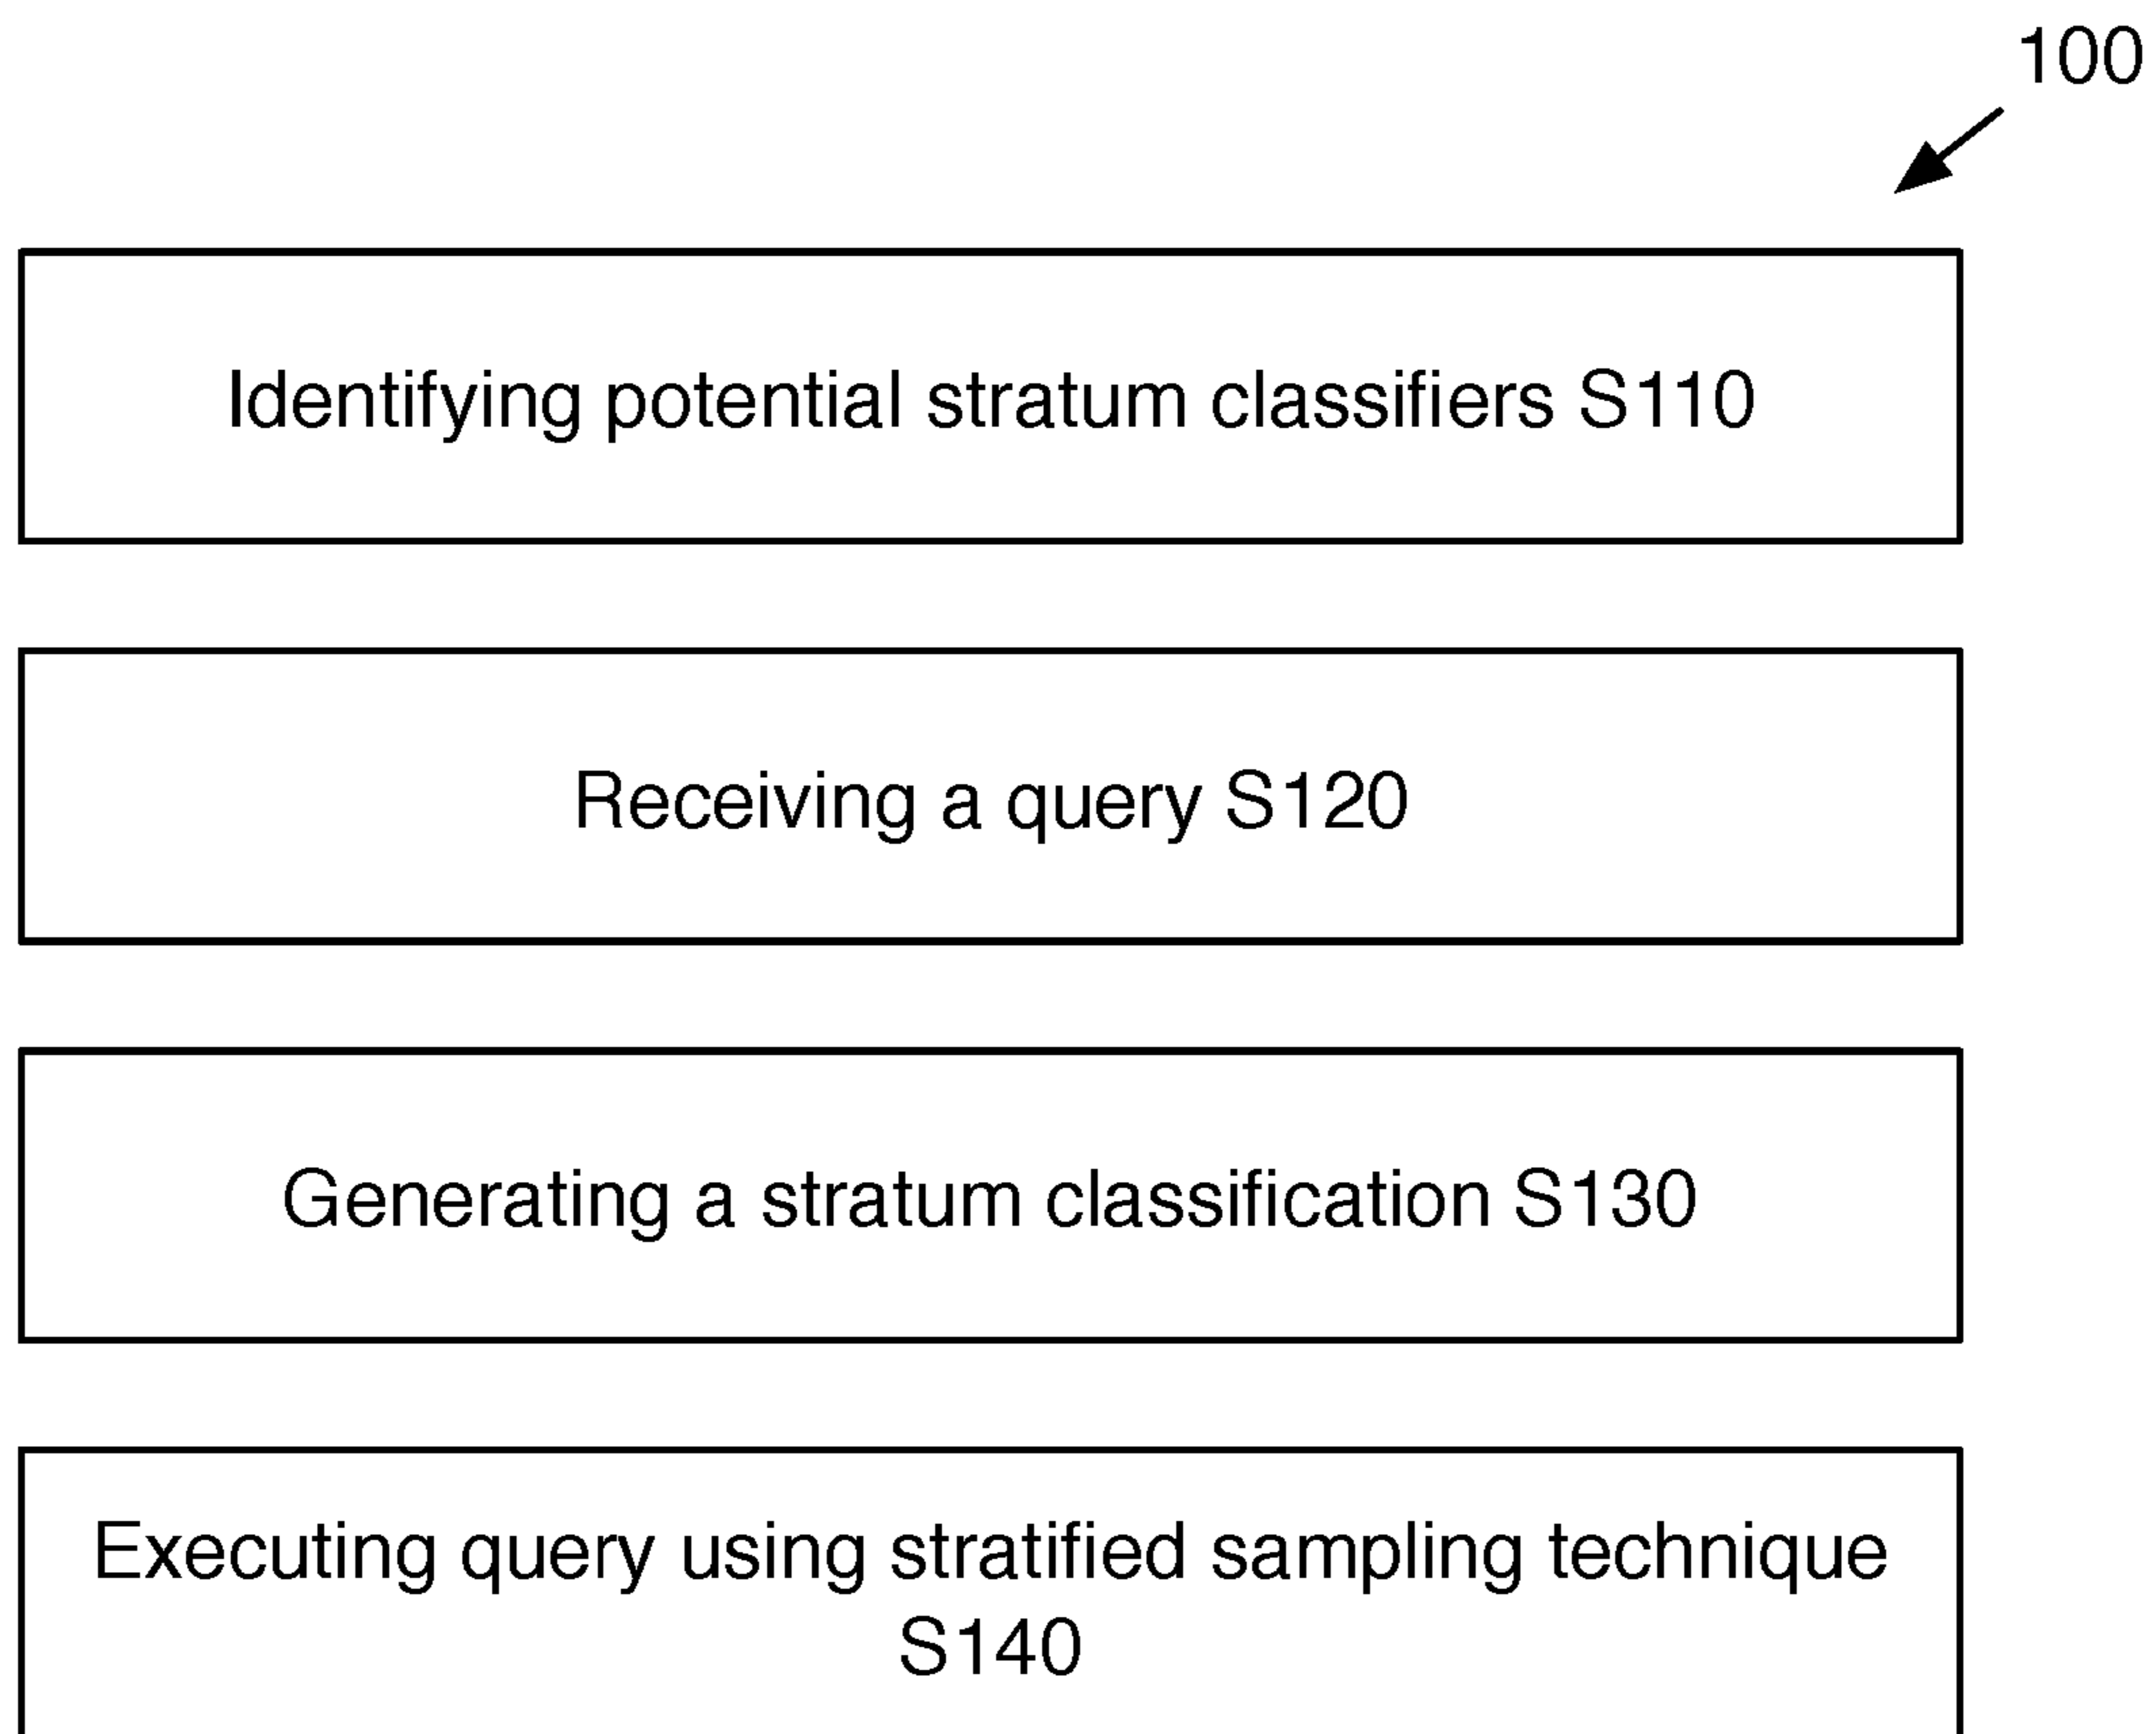 100
Identifying potential stratum classifiers S110
Receiving a query S120
Generating a stratum classification S130
Executing query using stratified sampling technique
S140